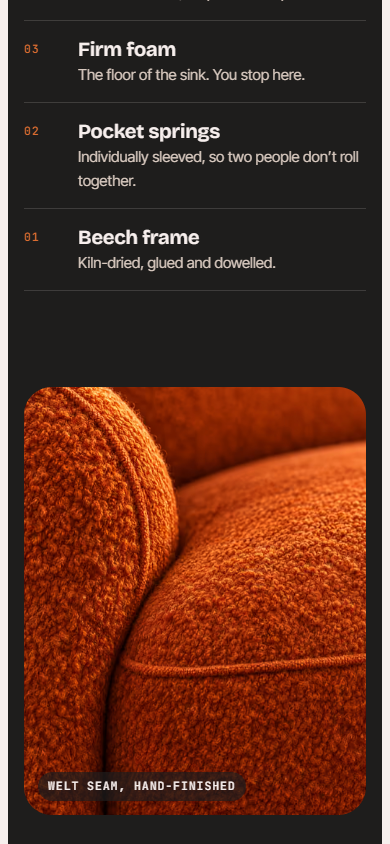 03
Firm foam
The floor of the sink. You stop here.
02
Pocket springs
Individually sleeved, so two people don’t roll
together.
01
Beech frame
Kiln-dried, glued and dowelled.
WELT SEAM, HAND-FINISHED